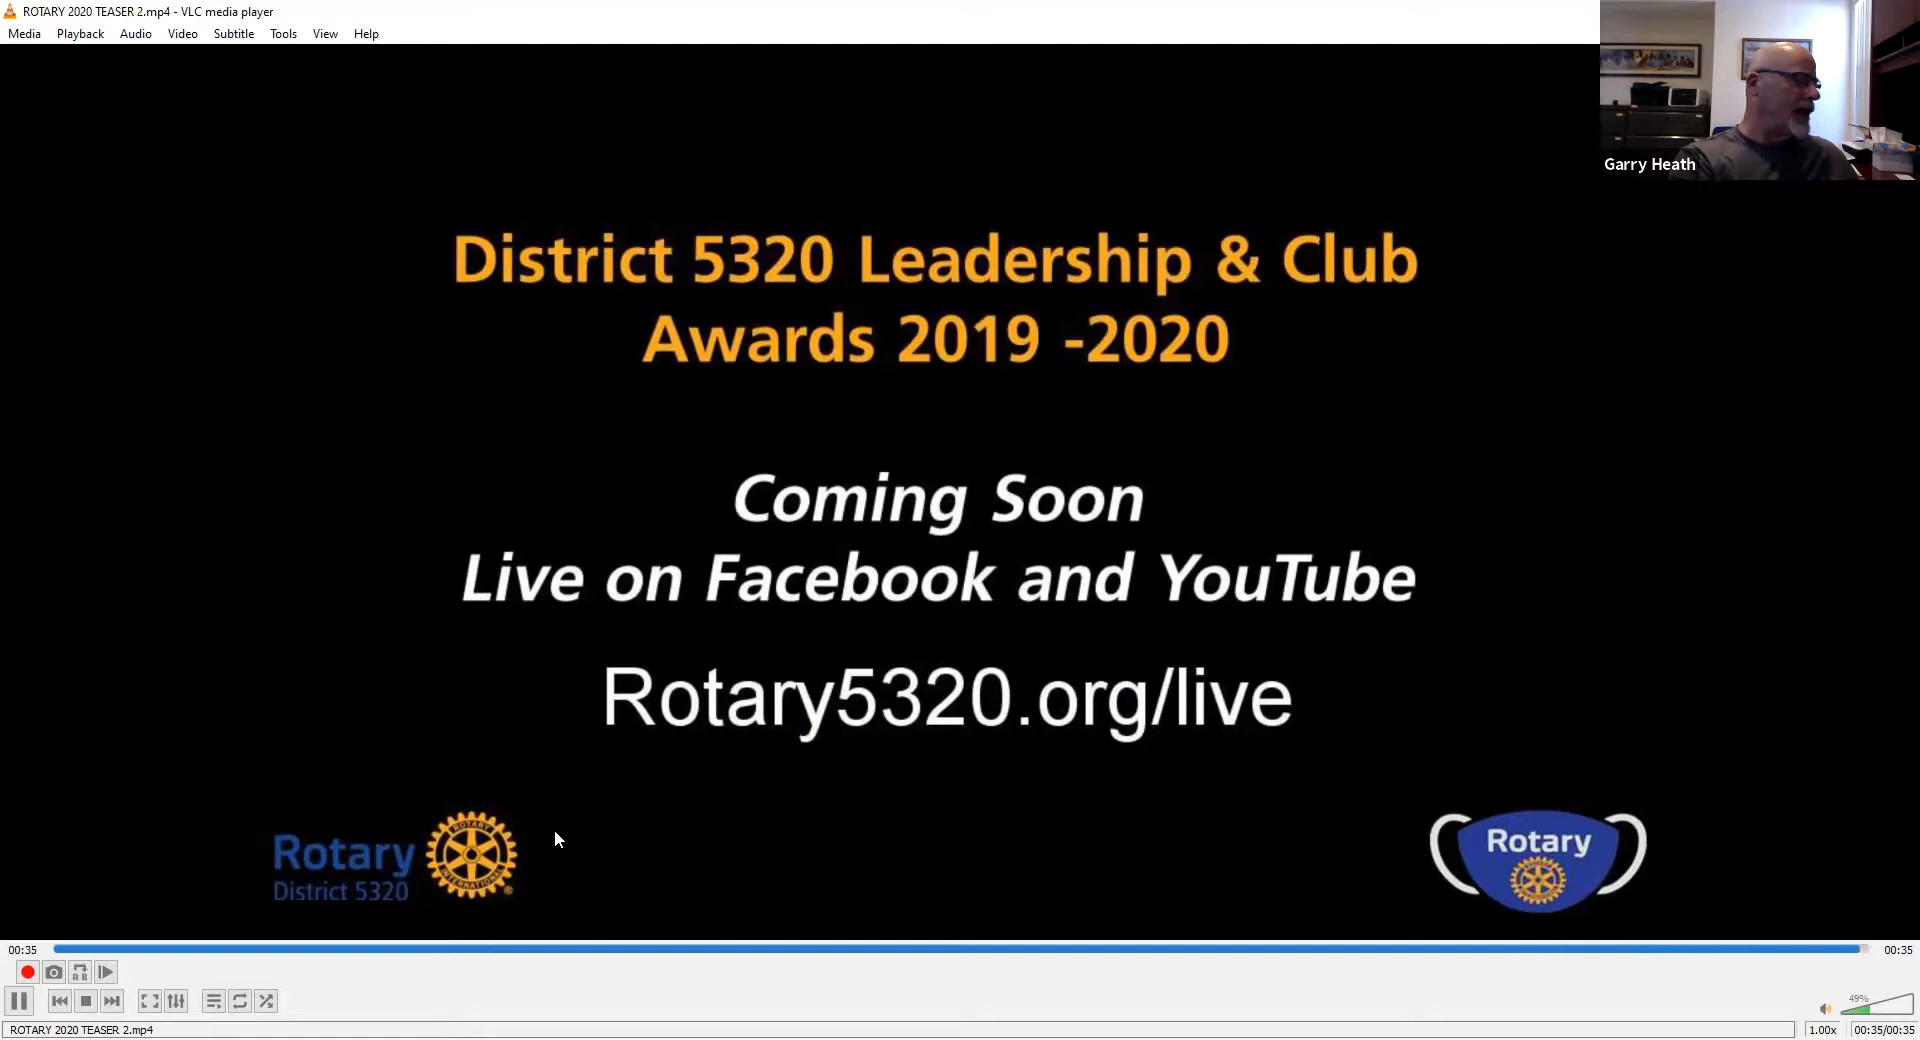 ROTARY 2020 TEASER 2.mp4 - VLC media player
Media Playback Audio Video Subtitle Tools View Help
Garry Heath
District 5320 Leadership & Club
Awards 2019 -2020
Coming Soon
Live on Facebook and YouTube
Rotary5320.org/live
Rotary
District 5320
ROTARY
INTERNATIONAL
Rotary
00:35
00:35
A B
49%
ROTARY 2020 TEASER 2.mp4
1.00x
00:35/00:35